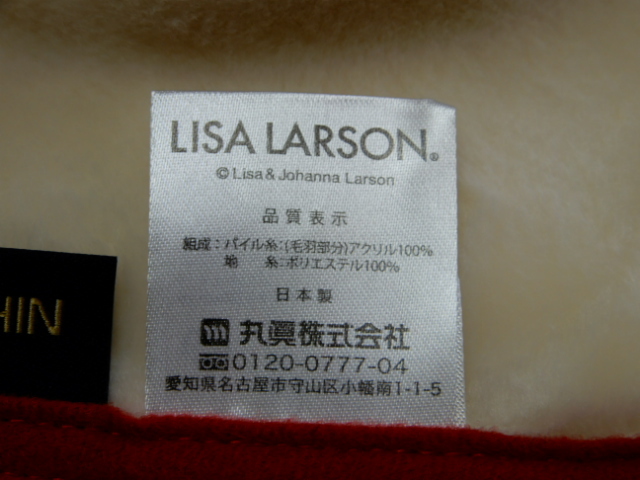 LISA LARSON®
© Lisa & Johanna Larson
品質表示
組成:パイル糸:(毛羽部分)アクリル100%
地 糸:ポリエステル100%
日本製
丸眞株式会社
0120-0777-04
愛知県名古屋市守山区小幡南1-1-5
HIN